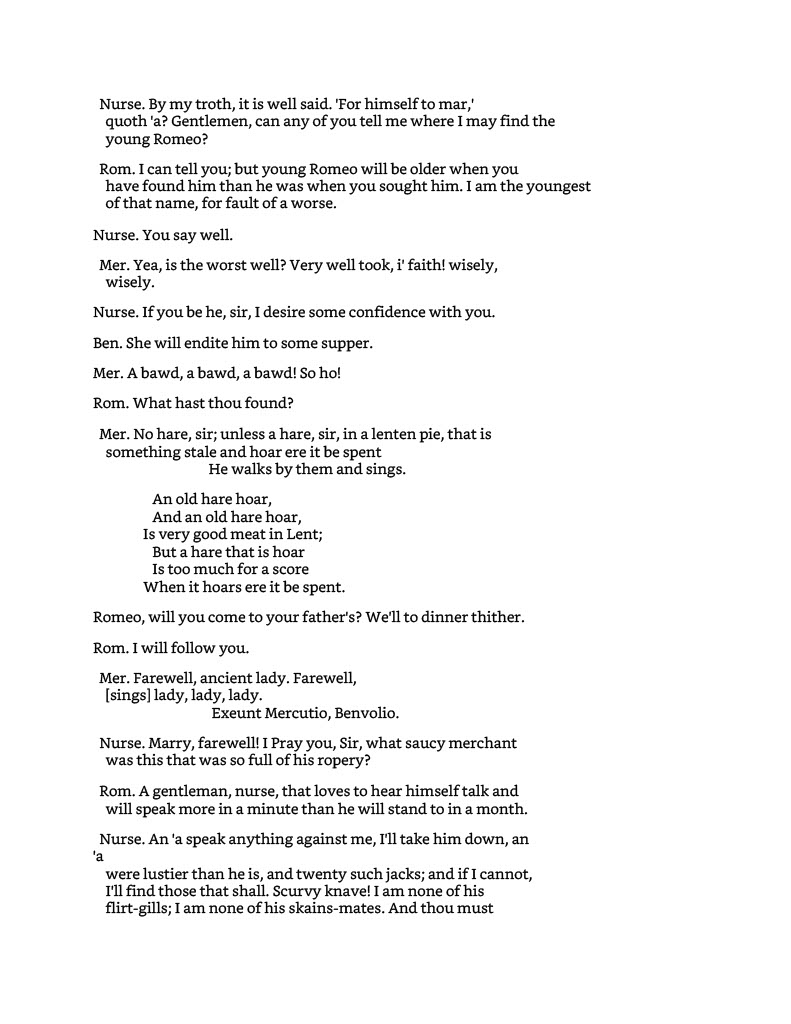 Nurse. By my troth, it is well said. 'For himself to mar,'
quoth 'a? Gentlemen, can any of you tell me where I may find the
young Romeo?
Rom. I can tell you; but young Romeo will be older when you
have found him than he was when you sought him. I am the youngest
of that name, for fault of a worse.
Nurse. You say well.
Mer. Yea, is the worst well? Very well took, i' faith! wisely,
wisely.
Nurse. If you be he, sir, I desire some confidence with you.
Ben. She will endite him to some supper.
Mer. A bawd, a bawd, a bawd! So ho!
Rom. What hast thou found?
Mer. No hare, sir; unless a hare, sir, in a lenten pie, that is
something stale and hoar ere it be spent
He walks by them and sings.
An old hare hoar,
And an old hare hoar,
Is very good meat in Lent;
But a hare that is hoar
Is too much for a score
When it hoars ere it be spent.
Romeo, will you come to your father's? We'll to dinner thither.
Rom. I will follow you.
Mer. Farewell, ancient lady. Farewell,
[sings] lady, lady, lady.
Exeunt Mercutio, Benvolio.
Nurse. Marry, farewell! I Pray you, Sir, what saucy merchant
was this that was so full of his ropery?
Rom. A gentleman, nurse, that loves to hear himself talk and
will speak more in a minute than he will stand to in a month.
Nurse. An 'a speak anything against me, I'll take him down, an
'a
were lustier than he is, and twenty such jacks; and if I cannot,
I'll find those that shall. Scurvy knave! I am none of his
flirt-gills; I am none of his skains-mates. And thou must